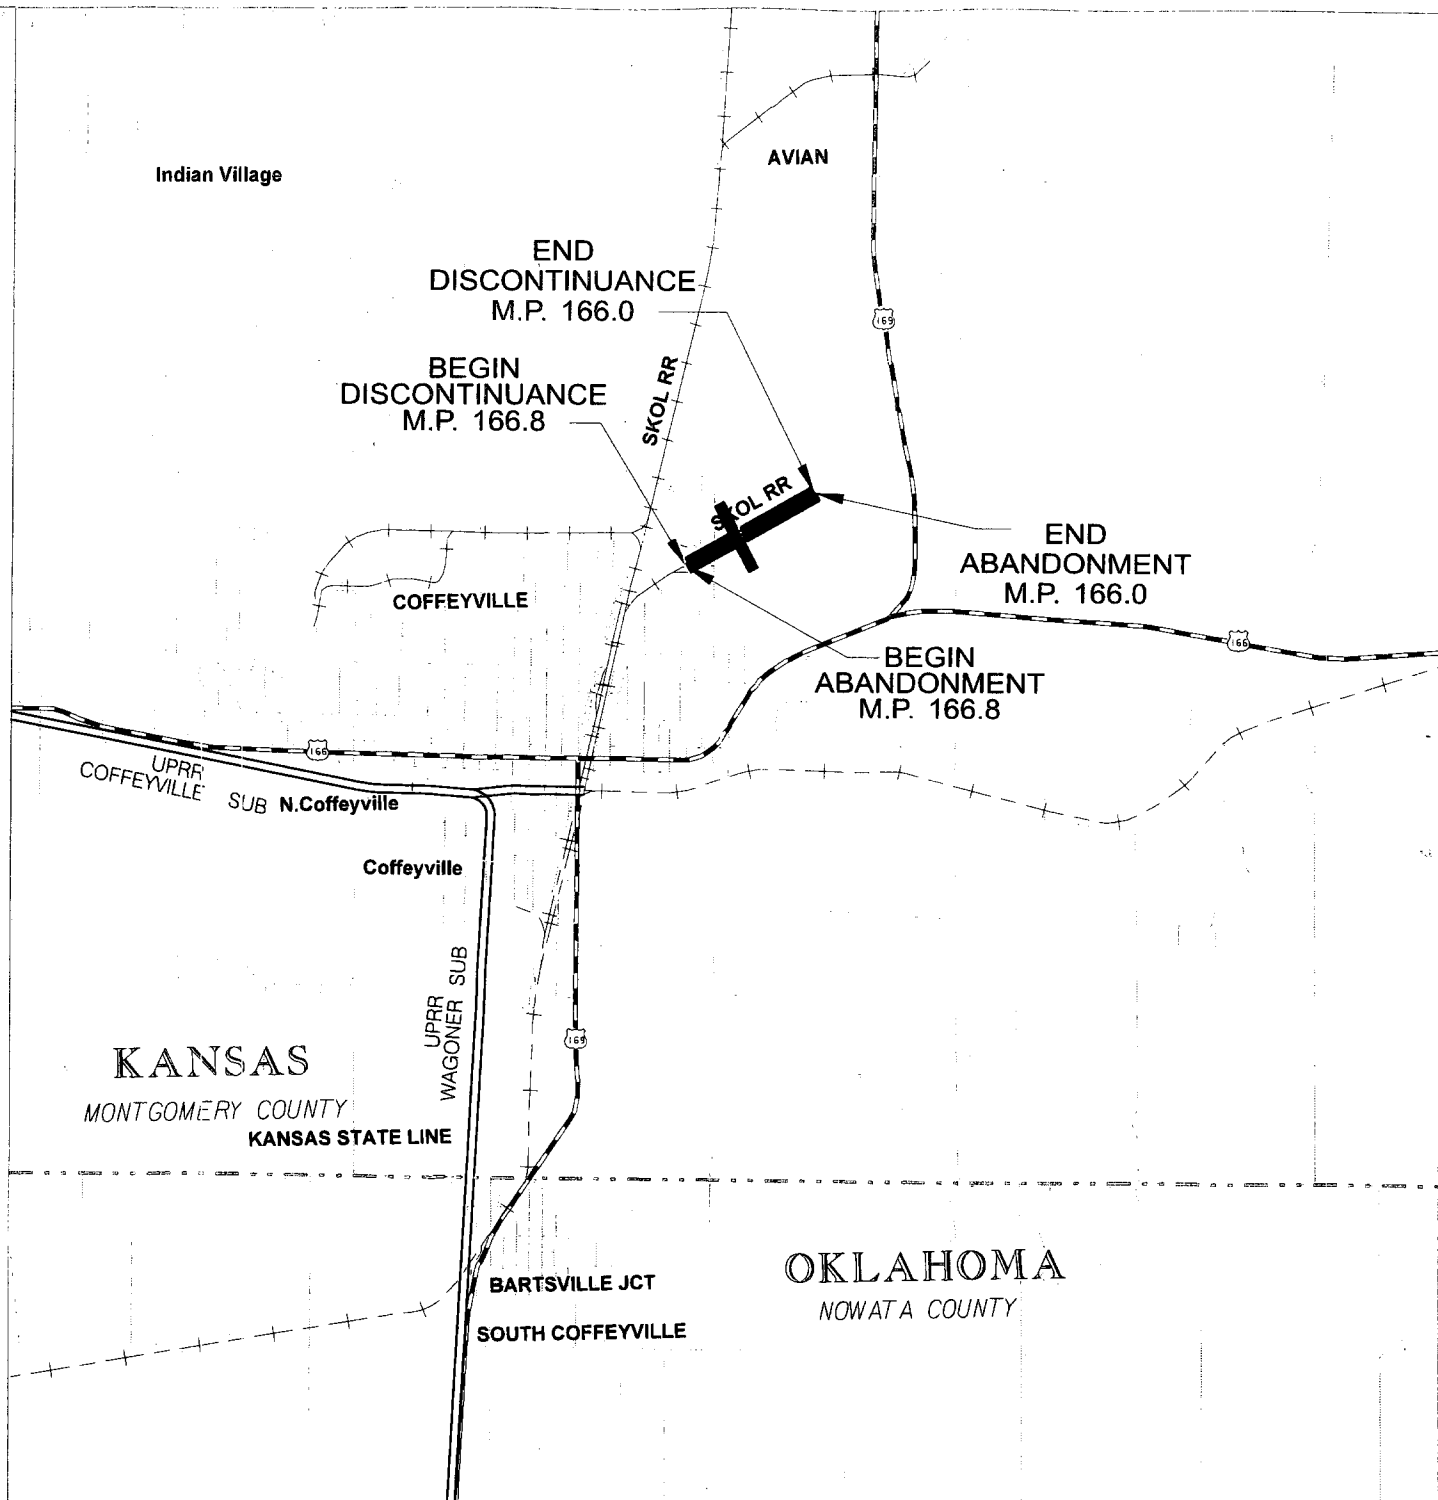 Indian Village
AVIAN
END
DISCONTINUANCE
M.P. 166.0
169
BEGIN
DISCONTINUANCE
M.P. 166.8
SKOL RR
SKOL RR
END
ABANDONMENT
M.P. 166.0
COFFEYVILLE
166
BEGIN
ABANDONMENT
M.P. 166.8
166
UPRR
COFFEYVILLE SUB
N.Coffeyville
Coffeyville
UPRR
WAGONER SUB
169
KANSAS
MONTGOMERY COUNTY
KANSAS STATE LINE
OKLAHOMA
NOWATA COUNTY
BARTSVILLE JCT
SOUTH COFFEYVILLE